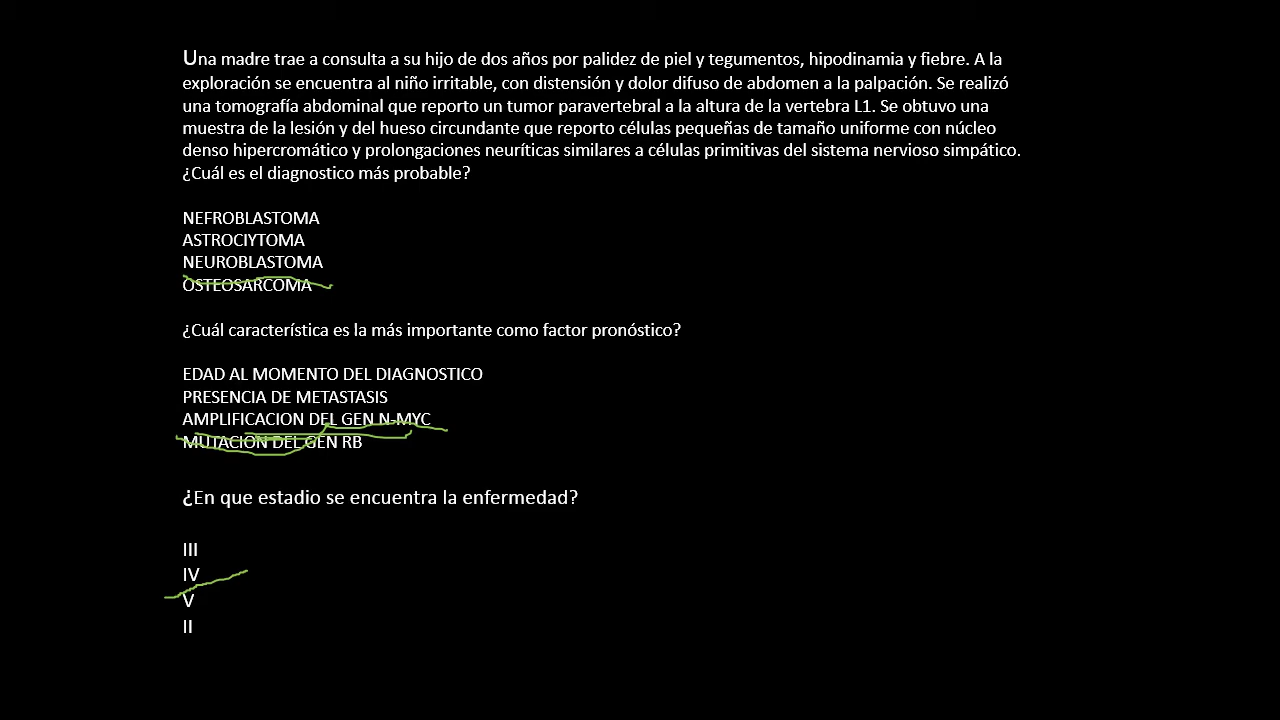 Una madre trae a consulta a su hijo de dos años por palidez de piel y tegumentos, hipodinamia y fiebre. A la
exploración se encuentra al niño irritable, con distensión y dolor difuso de abdomen a la palpación. Se realizó
una tomografía abdominal que reporto un tumor paravertebral a la altura de la vertebra L1. Se obtuvo una
muestra de la lesión y del hueso circundante que reporto células pequeñas de tamaño uniforme con núcleo
denso hipercromático y prolongaciones neuríticas similares a células primitivas del sistema nervioso simpático.
¿Cuál es el diagnostico más probable?
NEFROBLASTOMA
ASTROCIYTOMA
NEUROBLASTOMA
OSTEOSARCOMA
¿Cuál característica es la más importante como factor pronóstico?
EDAD AL MOMENTO DEL DIAGNOSTICO
PRESENCIA DE METASTASIS
AMPLIFICACION DEL GEN N-MYC
MUTACION DEL GEN RB
¿En que estadio se encuentra la enfermedad?
III
IV
V
II